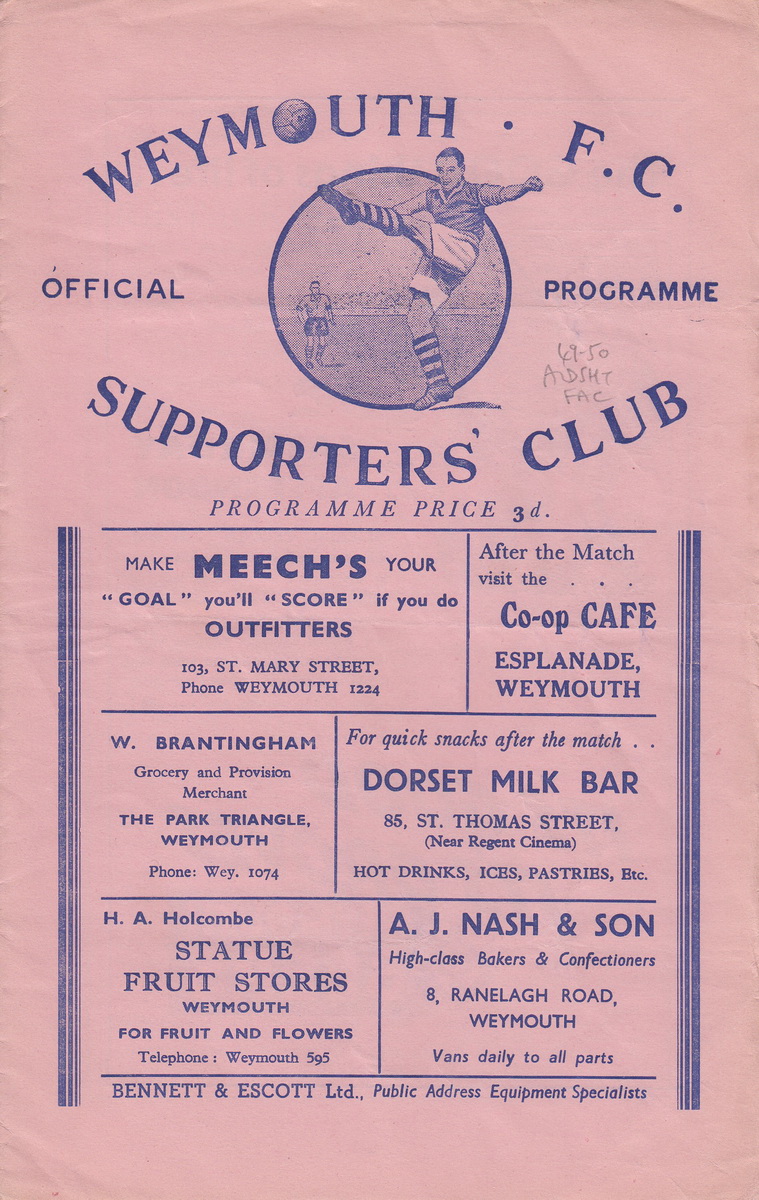 WEYMOUTH · F.C.
OFFICIAL PROGRAMME
49-50
ADSHT
FAC
SUPPORTERS' CLUB
PROGRAMME PRICE 3d.
MAKE MEECH'S YOUR
"GOAL" you'll "SCORE" if you do
OUTFITTERS
103, ST. MARY STREET,
Phone WEYMOUTH 1224
After the Match
visit the . . .
Co-op CAFE
ESPLANADE,
WEYMOUTH
W. BRANTINGHAM
Grocery and Provision
Merchant
THE PARK TRIANGLE,
WEYMOUTH
Phone: Wey. 1074
For quick snacks after the match . .
DORSET MILK BAR
85, ST. THOMAS STREET,
(Near Regent Cinema)
HOT DRINKS, ICES, PASTRIES, Etc.
H. A. Holcombe
STATUE
FRUIT STORES
WEYMOUTH
FOR FRUIT AND FLOWERS
Telephone : Weymouth 595
A. J. NASH & SON
High-class Bakers & Confectioners
8, RANELAGH ROAD,
WEYMOUTH
Vans daily to all parts
BENNETT & ESCOTT Ltd., Public Address Equipment Specialists